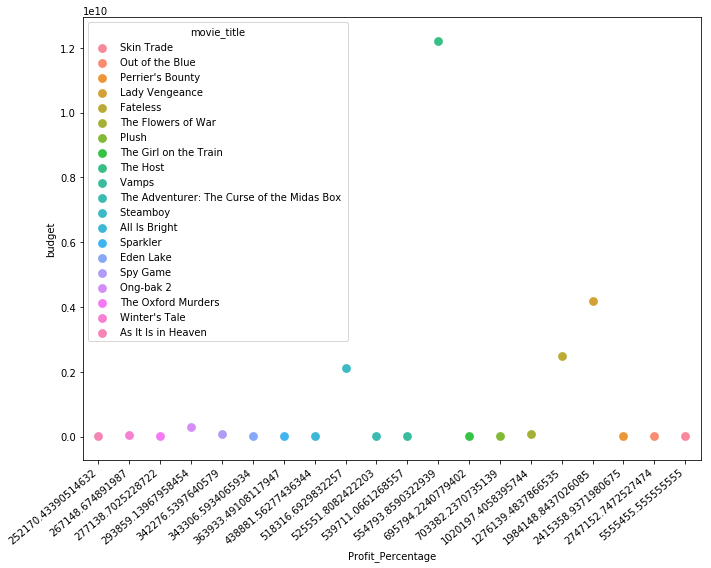 1e10
movie_title
Skin Trade
Out of the Blue
Perrier's Bounty
Lady Vengeance
Fateless
The Flowers of War
Plush
The Girl on the Train
The Host
Vamps
The Adventurer: The Curse of the Midas Box
Steamboy
All Is Bright
Sparkler
Eden Lake
Spy Game
Ong-bak 2
The Oxford Murders
Winter's Tale
As It Is in Heaven
1.2
1.0
0.8
0.6
0.4
0.2
0.0
budget
252170.43390514632
267148.674891987
277138.7025228722
293859.13967958454
342276.5397640579
343306.5934065934
363933.49108117947
438881.56277436344
518316.6929832257
525551.8082422203
539711.0661268557
554793.8590322939
695794.2240779402
703382.2370735139
1020197.4058395744
1276139.4837866535
1984148.8437026085
2415358.9371980675
2747152.7472527474
5555455.555555555
Profit_Percentage